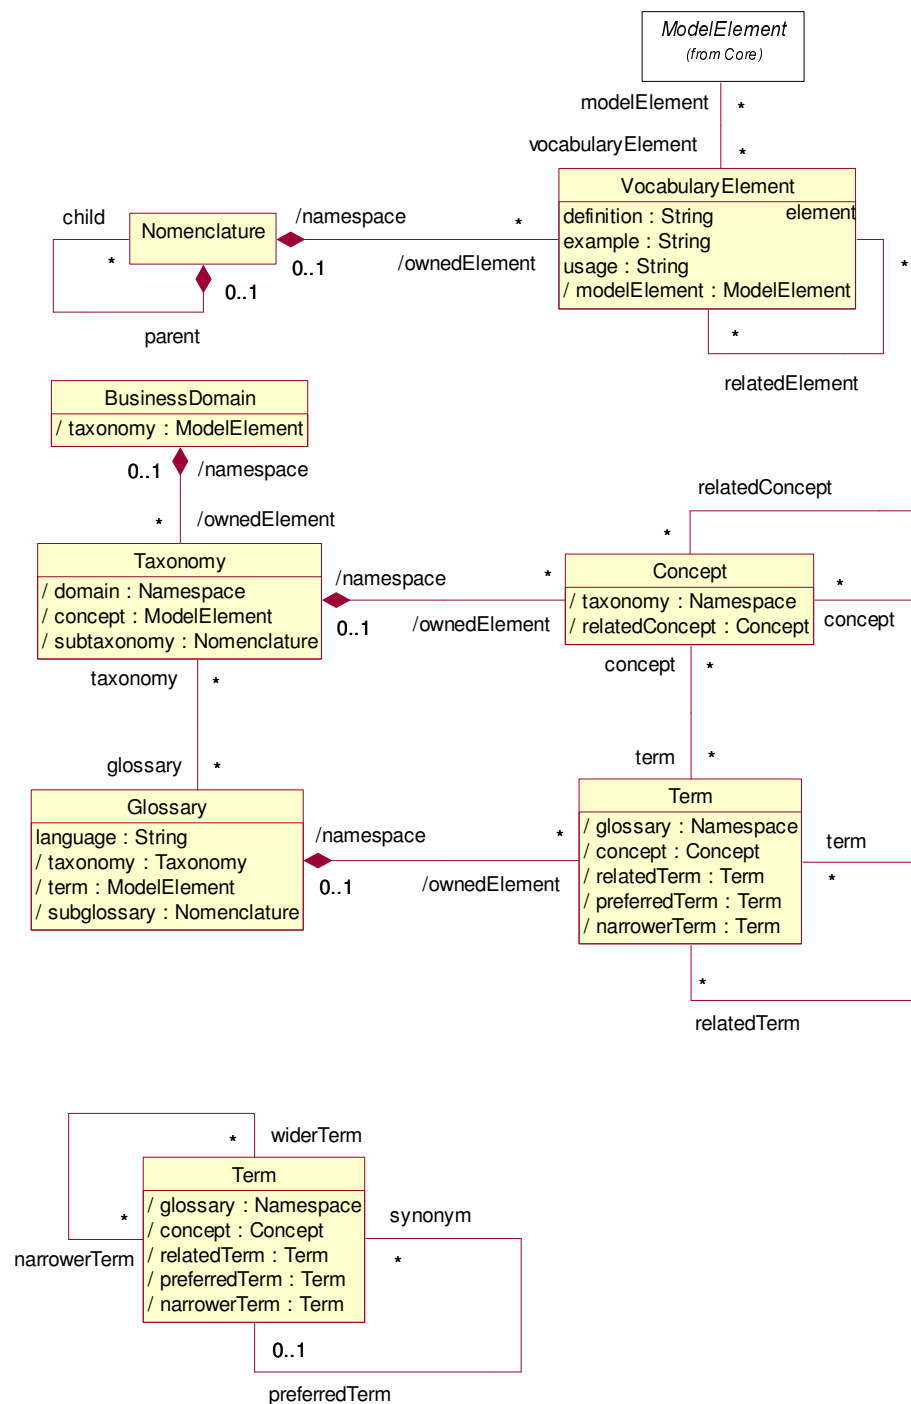 ModelElement
(from Core)
modelElement
*
vocabularyElement
*
VocabularyElement
definition : String
element
example : String
usage : String
/ modelElement : ModelElement
*
*
relatedElement
child
Nomenclature
*
/namespace
*
0..1
/ownedElement
0..1
parent
BusinessDomain
/ taxonomy : ModelElement
0..1
/namespace
*
/ownedElement
Taxonomy
/ domain : Namespace
/ concept : ModelElement
/ subtaxonomy : Nomenclature
/namespace
*
0..1
/ownedElement
relatedConcept
*
Concept
/ taxonomy : Namespace
/ relatedConcept : Concept
*
concept
taxonomy
*
concept
*
glossary
*
term
*
Glossary
language : String
/ taxonomy : Taxonomy
/ term : ModelElement
/ subglossary : Nomenclature
/namespace
*
0..1
/ownedElement
Term
/ glossary : Namespace
/ concept : Concept
/ relatedTerm : Term
/ preferredTerm : Term
/ narrowerTerm : Term
term
*
*
relatedTerm
*
widerTerm
Term
/ glossary : Namespace
/ concept : Concept
/ relatedTerm : Term
/ preferredTerm : Term
/ narrowerTerm : Term
*
narrowerTerm
synonym
*
0..1
preferredTerm